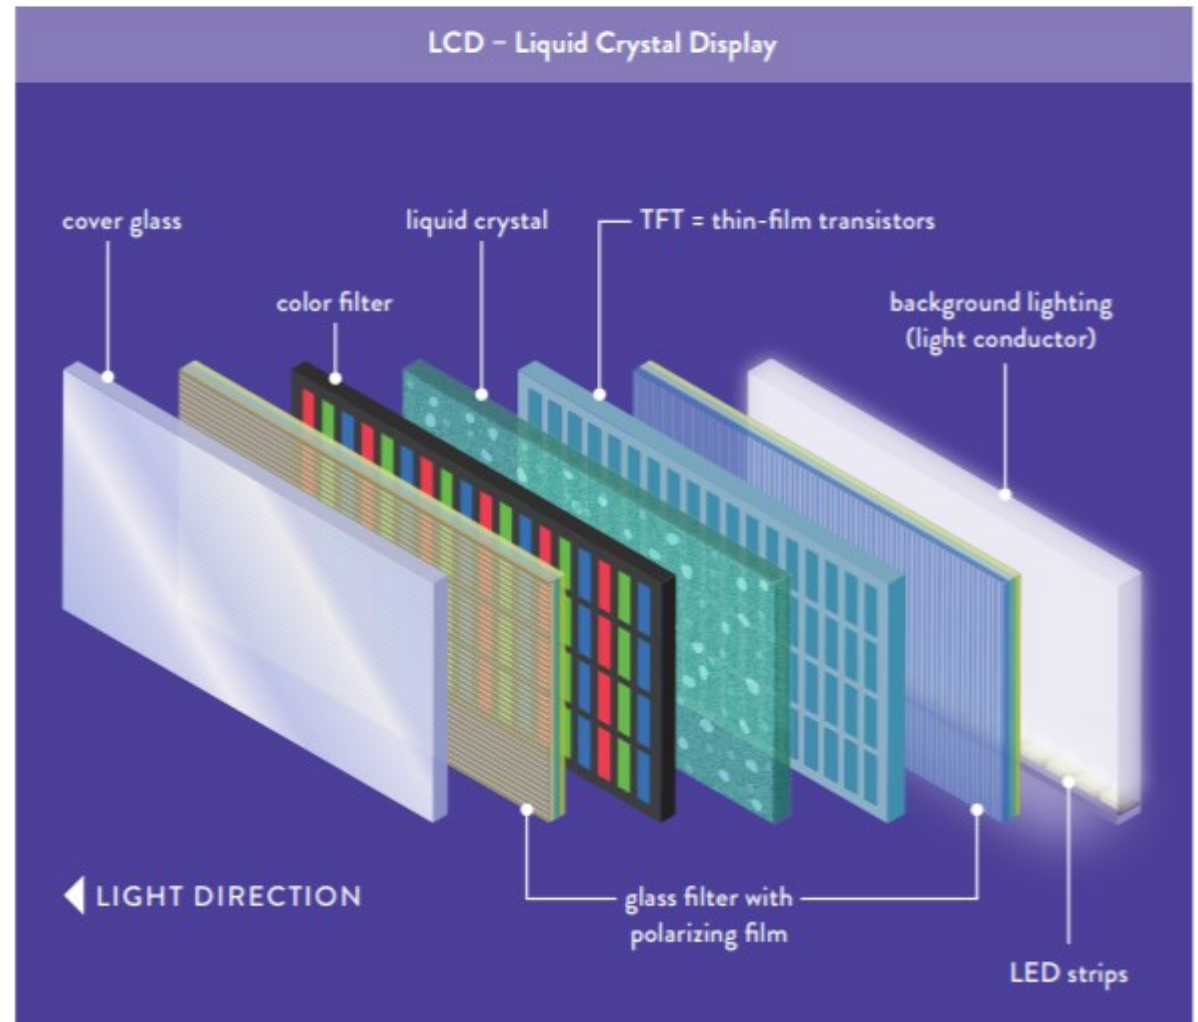 LCD – Liquid Crystal Display
cover glass
liquid crystal
TFT = thin-film transistors
color filter
background lighting
(light conductor)
LIGHT DIRECTION
glass filter with
polarizing film
LED strips